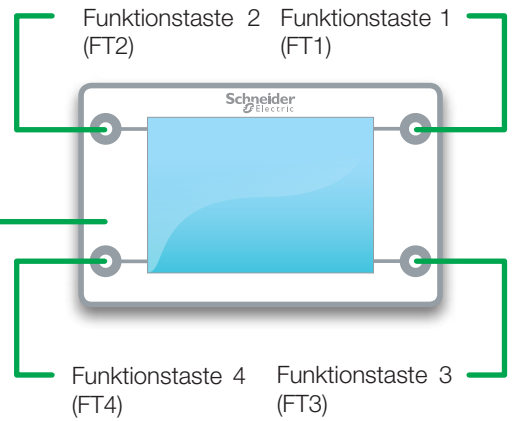 Funktionstaste 2
(FT2)
Funktionstaste 1
(FT1)
Schneider
Electric
Funktionstaste 4
(FT4)
Funktionstaste 3
(FT3)